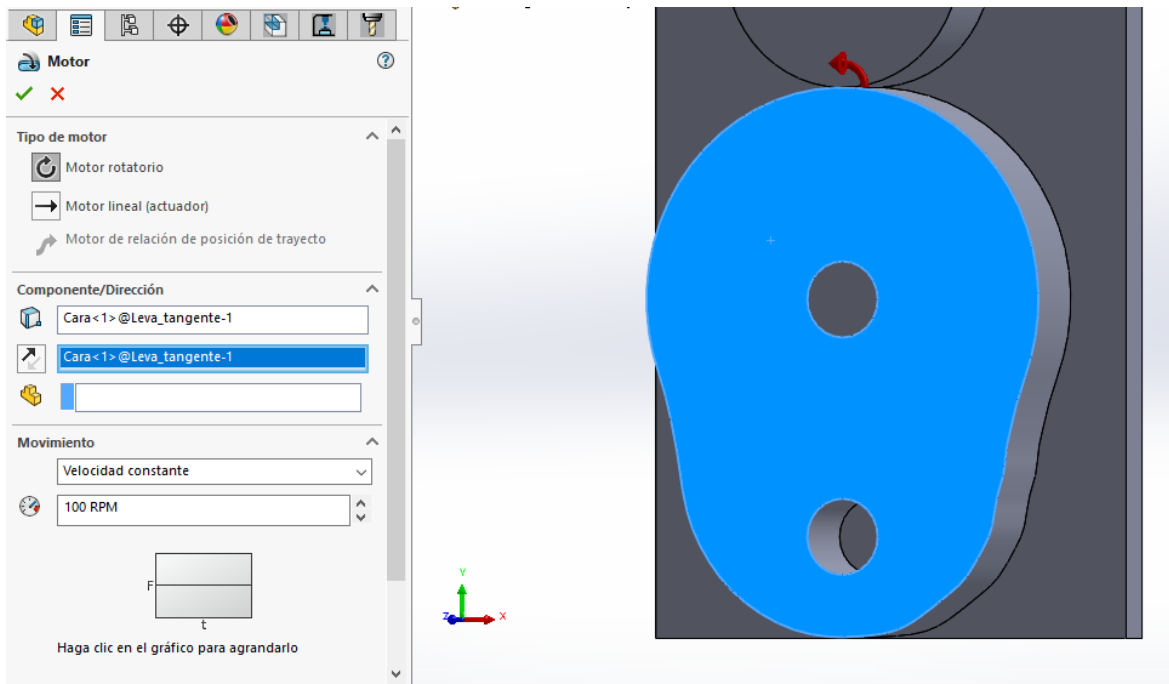 Motor
Tipo de motor
Motor rotatorio
Motor lineal (actuador)
Motor de relación de posición de trayecto
Componente/Dirección
Cara<1>@Leva_tangente-1
Cara<1>@Leva_tangente-1
Movimiento
Velocidad constante
100 RPM
F
t
Haga clic en el gráfico para agrandarlo
Y
Z
X